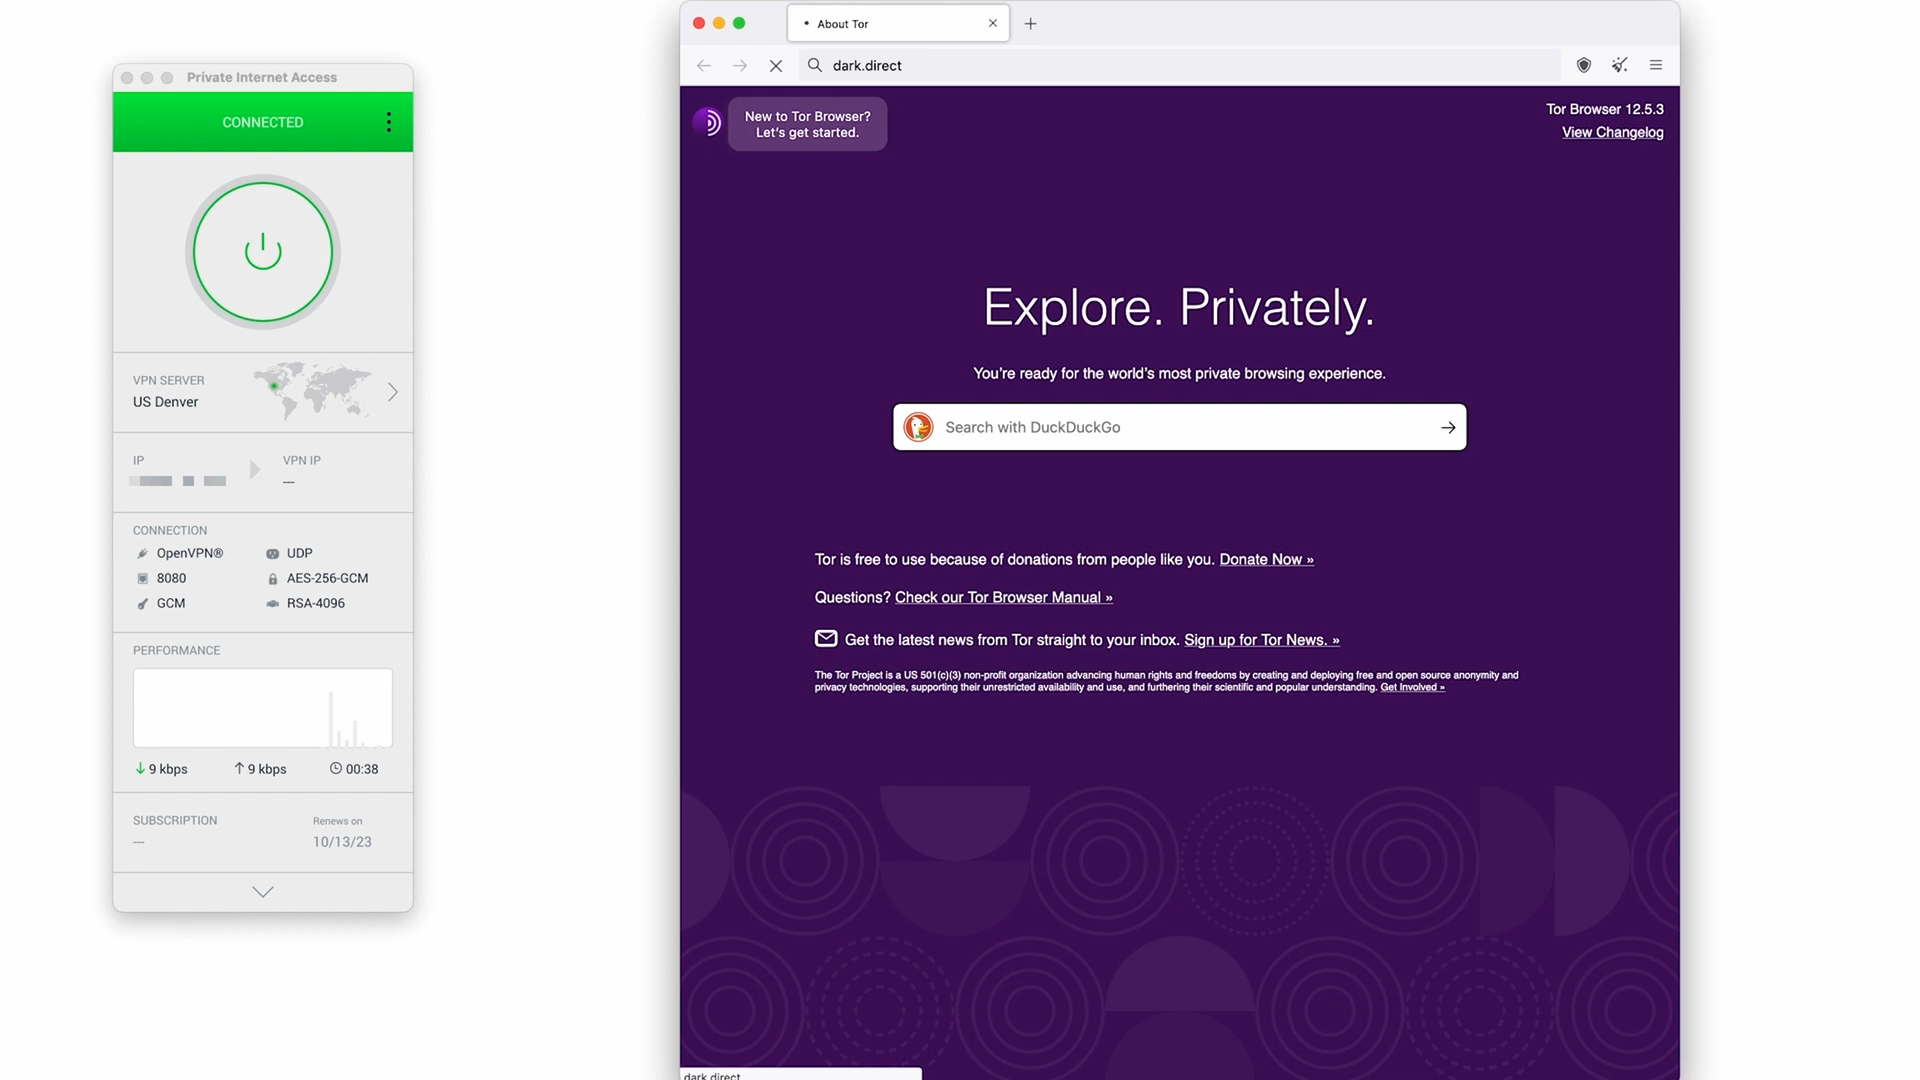 Private Internet Access
CONNECTED
VPN SERVER
US Denver
IP
VPN IP
---
CONNECTION
OpenVPN®
UDP
8080
AES-256-GCM
GCM
RSA-4096
PERFORMANCE
9 kbps
9 kbps
00:38
SUBSCRIPTION
---
Renews on
10/13/23
About Tor
dark.direct
New to Tor Browser?
Let's get started.
Tor Browser 12.5.3
View Changelog
Explore. Privately.
You're ready for the world's most private browsing experience.
Search with DuckDuckGo
Tor is free to use because of donations from people like you. Donate Now »
Questions? Check our Tor Browser Manual »
Get the latest news from Tor straight to your inbox. Sign up for Tor News. »
The Tor Project is a US 501(c)(3) non-profit organization advancing human rights and freedoms by creating and deploying free and open source anonymity and
privacy technologies, supporting their unrestricted availability and use, and furthering their scientific and popular understanding. Get Involved »
dark.direct